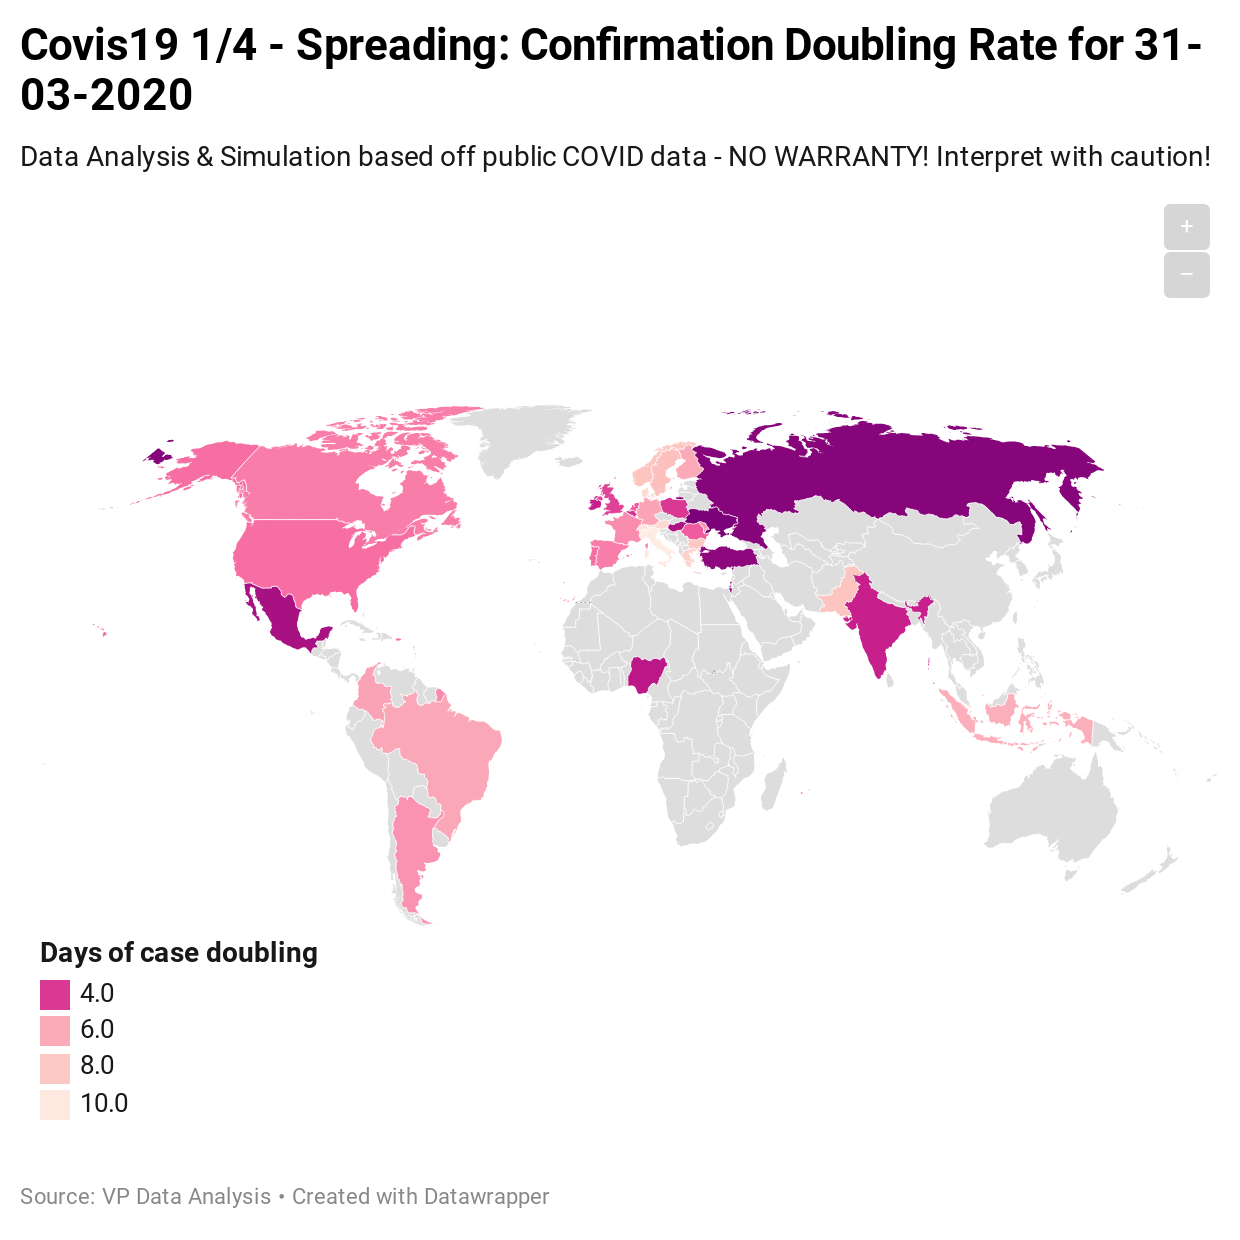 Covis19 1/4 - Spreading: Confirmation Doubling Rate for 31-
03-2020
Data Analysis & Simulation based off public COVID data - NO WARRANTY! Interpret with caution!
+
−
Days of case doubling
4.0
6.0
8.0
10.0
Source: VP Data Analysis • Created with Datawrapper